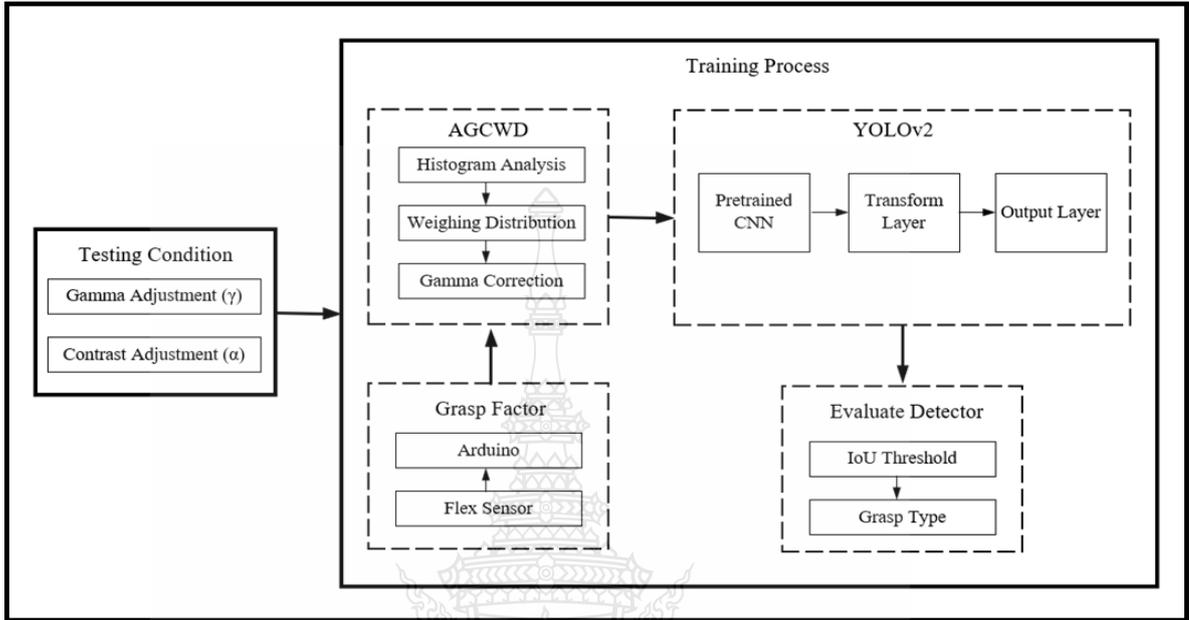 Training Process
Testing Condition
Gamma Adjustment (γ)
Contrast Adjustment (α)
AGCWD
Histogram Analysis
Weighing Distribution
Gamma Correction
Grasp Factor
Arduino
Flex Sensor
YOLOv2
Pretrained
CNN
Transform
Layer
Output Layer
Evaluate Detector
IoU Threshold
Grasp Type